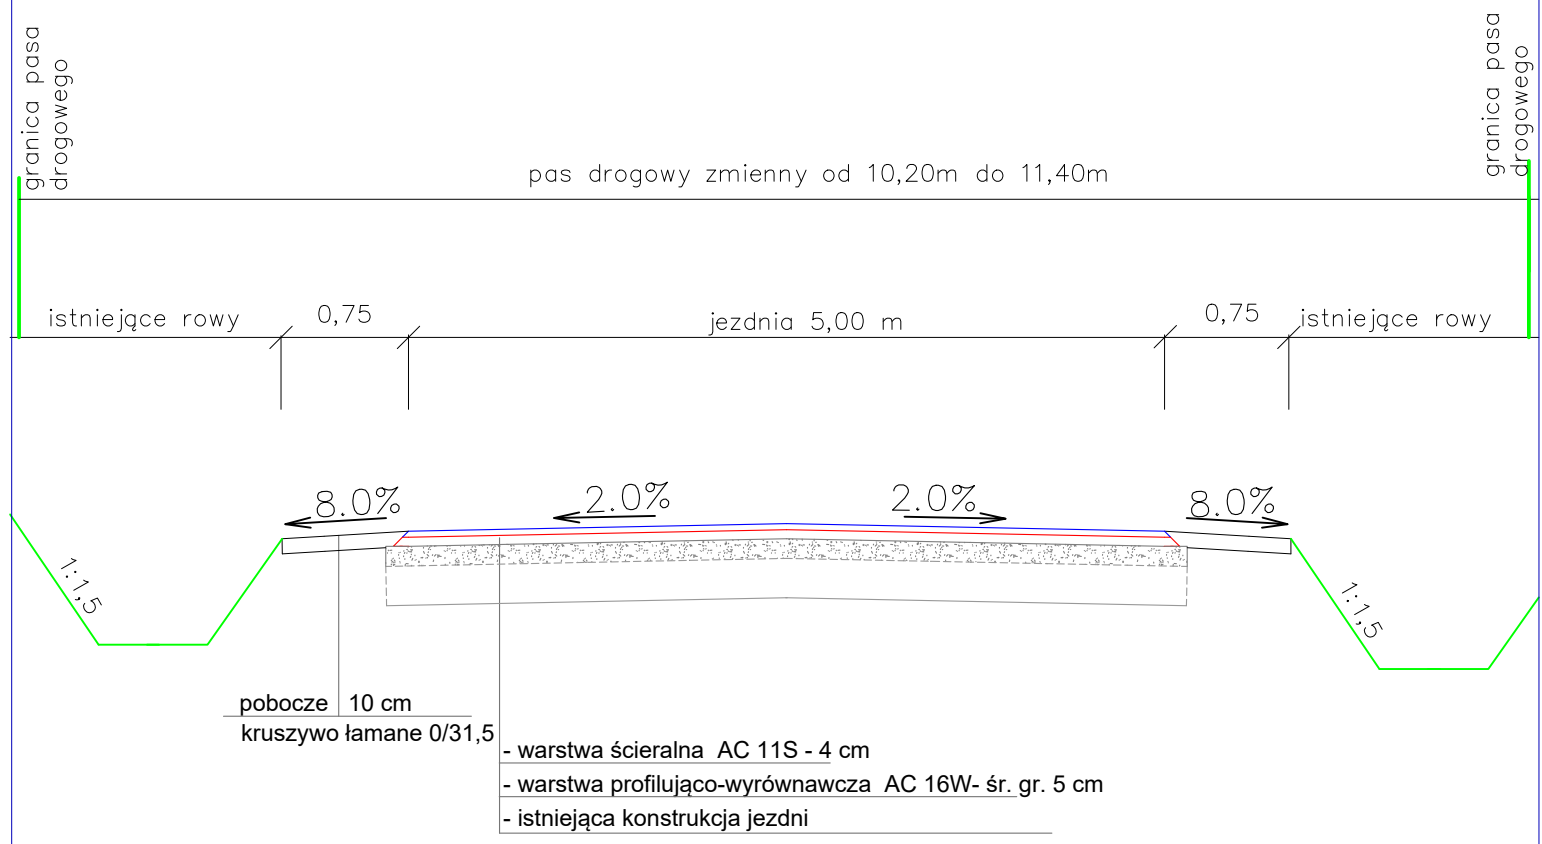 granica pasa
drogowego
granica pasa
drogowego
pas drogowy zmienny od 10,20m do 11,40m
istniejące rowy
0,75
jezdnia 5,00 m
0,75
istniejące rowy
8.0%
2.0%
2.0%
8.0%
1:1,5
1:1,5
pobocze 10 cm
kruszywo łamane 0/31,5
- warstwa ścieralna AC 11S - 4 cm
- warstwa profilująco-wyrównawcza AC 16W- śr. gr. 5 cm
- istniejąca konstrukcja jezdni